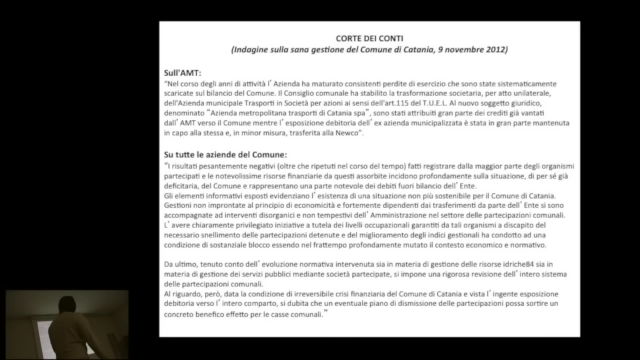 CORTE DEI CONTI
(Indagine sulla sana gestione del Comune di Catania, 9 novembre 2012)
Sull'AMT:
"Nel corso degli anni di attività l'Azienda ha maturato consistenti perdite di esercizio che sono state sistematicamente
scaricate sul bilancio del Comune. Il Consiglio comunale ha stabilito la trasformazione societaria, per atto unilaterale,
dell'Azienda municipale Trasporti in Società per azioni ai sensi dell'art.115 del T.U.E.L. Al nuovo soggetto giuridico,
denominato "Azienda metropolitana trasporti di Catania spa", sono stati attribuiti gran parte dei crediti già vantati
dall'AMT verso il Comune mentre l'esposizione debitoria dell'ex azienda municipalizzata è stata in gran parte mantenuta
in capo alla stessa e, in minor misura, trasferita alla Newco".
Su tutte le aziende del Comune:
"I risultati pesantemente negativi (oltre che ripetuti nel corso del tempo) fatti registrare dalla maggior parte degli organismi
partecipati e le notevolissime risorse finanziarie da questi assorbite incidono profondamente sulla situazione, di per sé già
deficitaria, del Comune e rappresentano una parte notevole dei debiti fuori bilancio dell'Ente.
Gli elementi informativi esposti evidenziano l'esistenza di una situazione non più sostenibile per il Comune di Catania.
Gestioni non improntate al principio di economicità e fortemente dipendenti dai trasferimenti da parte dell'Ente si sono
accompagnate ad interventi disorganici e non tempestivi dell'Amministrazione nel settore delle partecipazioni comunali.
L'avere chiaramente privilegiato iniziative a tutela dei livelli occupazionali garantiti da tali organismi a discapito del
necessario snellimento delle partecipazioni detenute e del miglioramento degli indici gestionali ha condotto ad una
condizione di sostanziale blocco essendo nel frattempo profondamente mutato il contesto economico e normativo.
Da ultimo, tenuto conto dell'evoluzione normativa intervenuta sia in materia di gestione delle risorse idriche84 sia in
materia di gestione dei servizi pubblici mediante società partecipate, si impone una rigorosa revisione dell'intero sistema
delle partecipazioni comunali.
Al riguardo, però, data la condizione di irreversibile crisi finanziaria del Comune di Catania e vista l'ingente esposizione
debitoria verso l'intero comparto, si dubita che un eventuale piano di dismissione delle partecipazioni possa sortire un
concreto benefico effetto per le casse comunali."